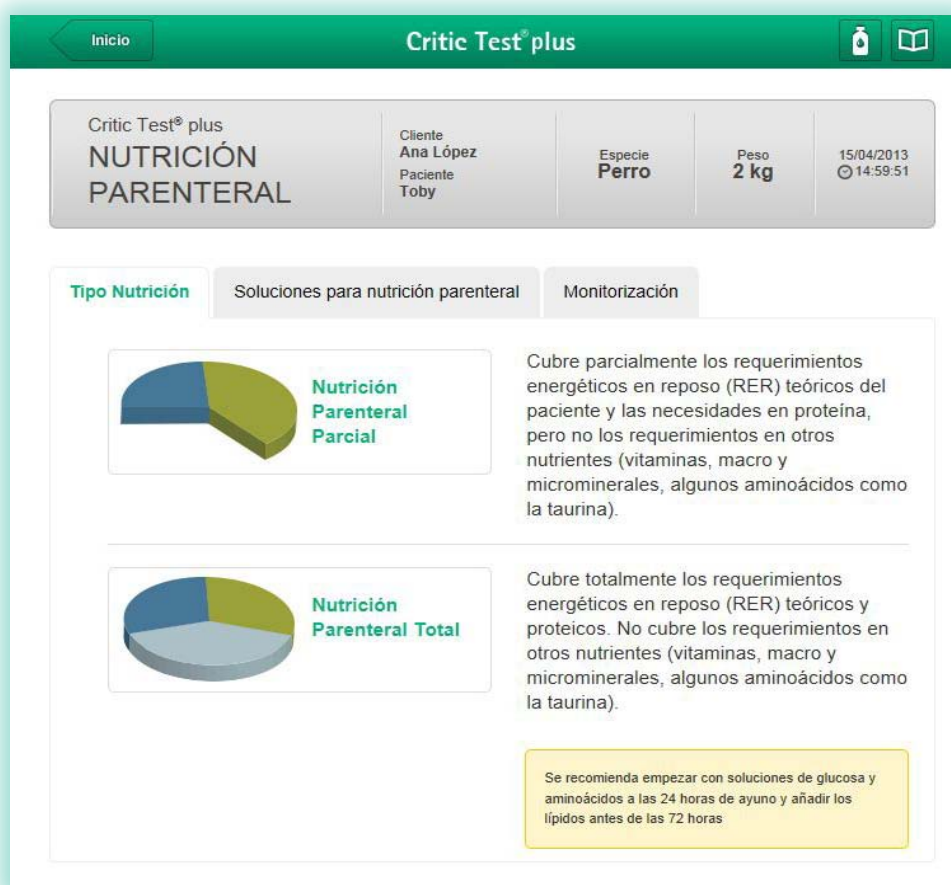 Inicio
Critic Test® plus
Critic Test® plus
NUTRICIÓN
PARENTERAL
Cliente
Ana López
Paciente
Toby
Especie
Perro
Peso
2 kg
15/04/2013
14:59:51
Tipo Nutrición
Soluciones para nutrición parenteral
Monitorización
Nutrición
Parenteral
Parcial
Cubre parcialmente los requerimientos
energéticos en reposo (RER) teóricos del
paciente y las necesidades en proteína,
pero no los requerimientos en otros
nutrientes (vitaminas, macro y
microminerales, algunos aminoácidos como
la taurina).
Nutrición
Parenteral Total
Cubre totalmente los requerimientos
energéticos en reposo (RER) teóricos y
proteicos. No cubre los requerimientos en
otros nutrientes (vitaminas, macro y
microminerales, algunos aminoácidos como
la taurina).
Se recomienda empezar con soluciones de glucosa y
aminoácidos a las 24 horas de ayuno y añadir los
lípidos antes de las 72 horas